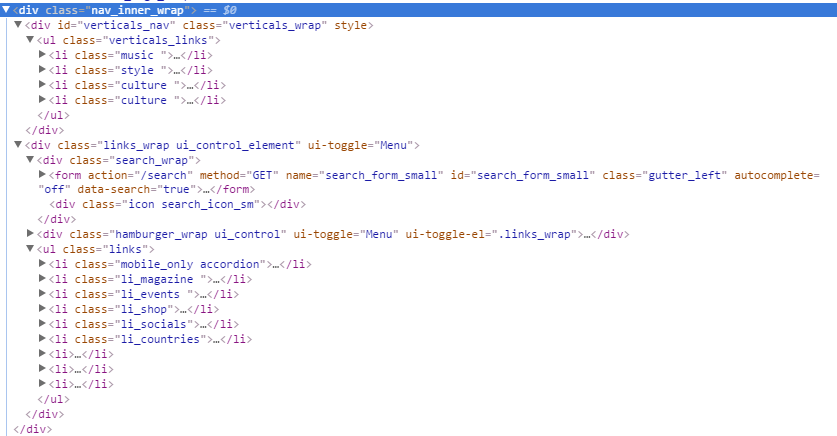 <div class="nav_inner_wrap"> == $0
<div id="verticals_nav" class="verticals_wrap" style>
<ul class="verticals_links">
<li class="music ">…</li>
<li class="style ">…</li>
<li class="culture ">…</li>
<li class="culture ">…</li>
</ul>
</div>
<div class="links_wrap ui_control_element" ui-toggle="Menu">
<div class="search_wrap">
<form action="/search" method="GET" name="search_form_small" id="search_form_small" class="gutter_left" autocomplete=
"off" data-search="true">…</form>
<div class="icon search_icon_sm"></div>
</div>
<div class="hamburger_wrap ui_control" ui-toggle="Menu" ui-toggle-el=".links_wrap">…</div>
<ul class="links">
<li class="mobile_only accordion">…</li>
<li class="li_magazine ">…</li>
<li class="li_events ">…</li>
<li class="li_shop">…</li>
<li class="li_socials">…</li>
<li class="li_countries">…</li>
<li>…</li>
<li>…</li>
<li>…</li>
</ul>
</div>
</div>